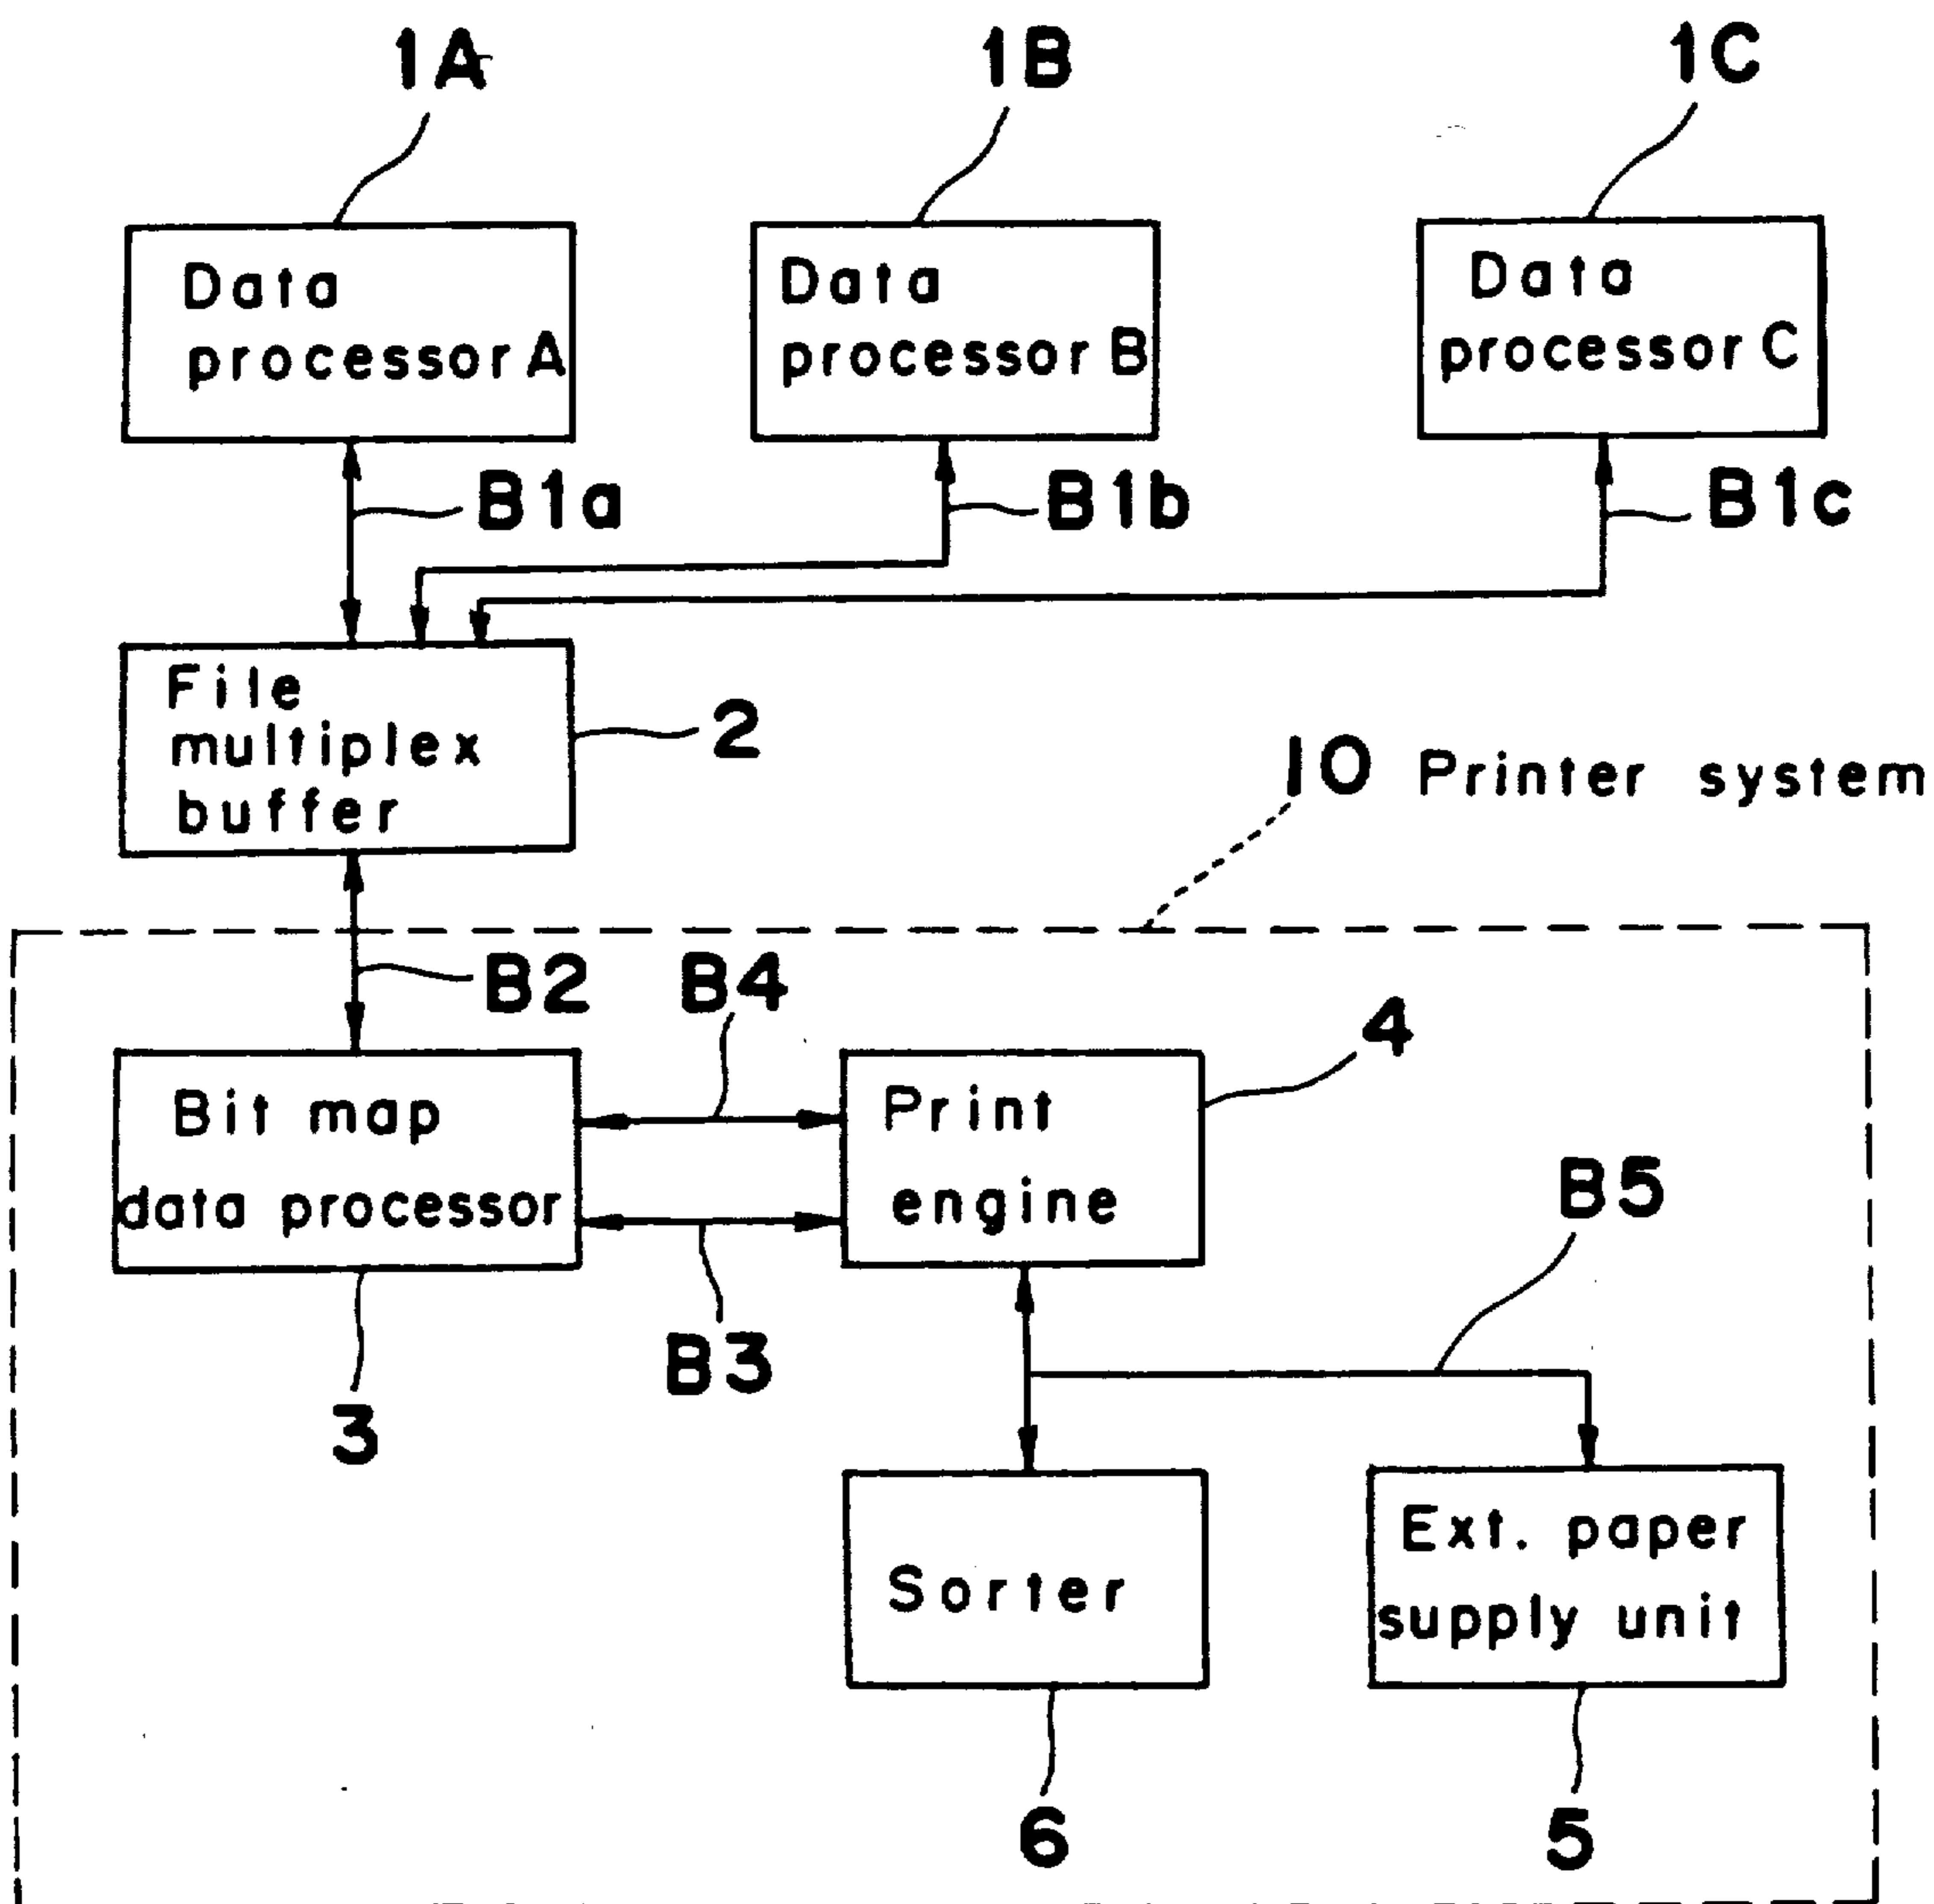 1A
1B
1C
Data
processor A
Data
processor B
Data
processor C
B1a
B1b
B1c
File
multiplex
buffer
2
10 Printer system
B2
B4
4
Bit map
data processor
Print
engine
B5
B3
3
Sorter
Ext. paper
supply unit
6
5